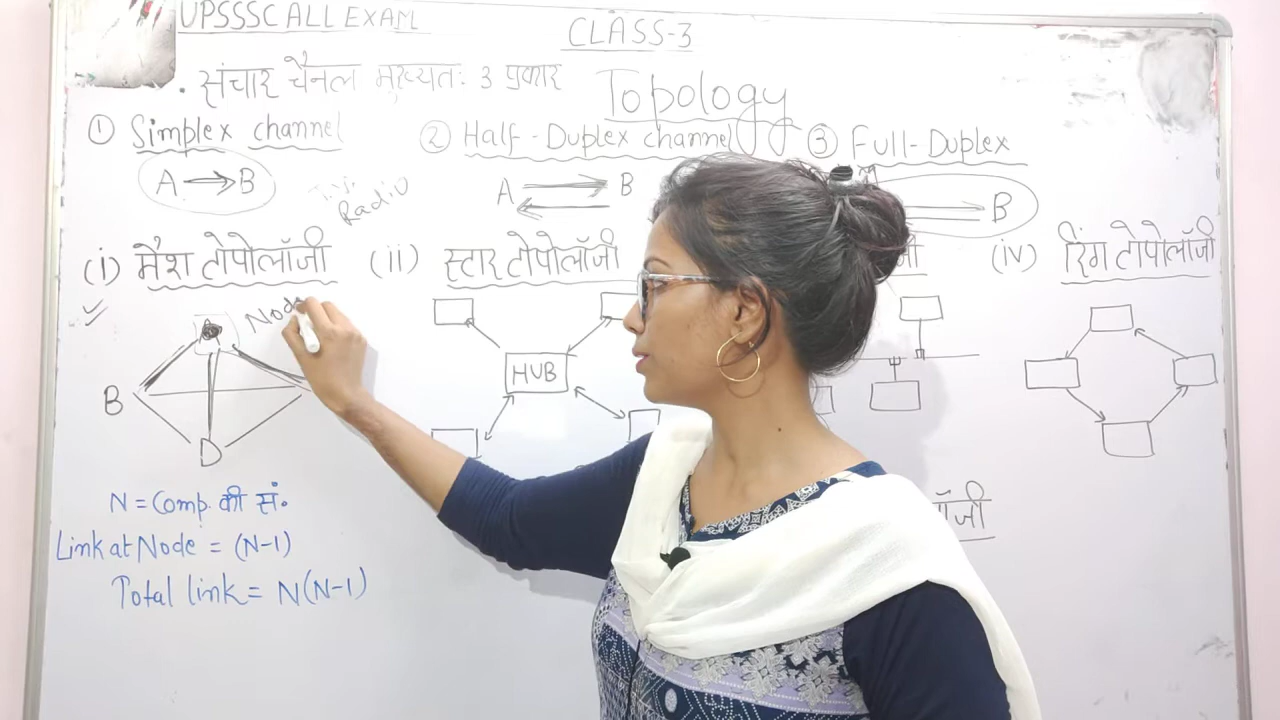 UPSSSC ALL EXAM
CLASS-3
. संचार चैनल मुख्यतः 3 प्रकार
Topology
① Simplex channel
② Half-Duplex channel
③ Full-Duplex
A → B
T.V.
Radio
A B
B
(i) मैश टोपोलॉजी
(ii) स्टार टोपोलॉजी
जी
(iv) रिंग टोपोलॉजी
Node
B
D
HUB
N = Comp. की सं.
Link at Node = (N-1)
Total link = N(N-1)
लॉजी